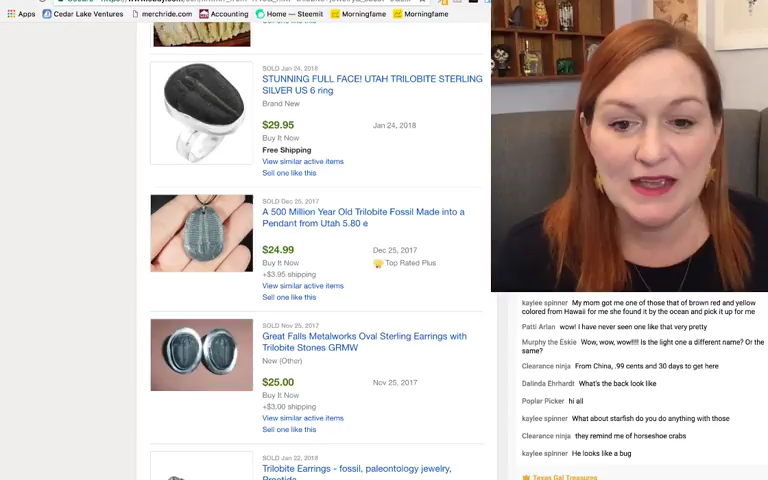 Apps Cedar Lake Ventures merchride.com Accounting Home — Steemit Morningfame Morningfame
SOLD Jan 24, 2018
STUNNING FULL FACE! UTAH TRILOBITE STERLING
SILVER US 6 ring
Brand New
$29.95 Jan 24, 2018
Buy It Now
Free Shipping
View similar active items
Sell one like this
SOLD Dec 25, 2017
A 500 Million Year Old Trilobite Fossil Made into a
Pendant from Utah 5.80 e
$24.99 Dec 25, 2017
Buy It Now Top Rated Plus
+$3.95 shipping
View similar active items
Sell one like this
SOLD Nov 25, 2017
Great Falls Metalworks Oval Sterling Earrings with
Trilobite Stones GRMW
New (Other)
$25.00 Nov 25, 2017
Buy It Now
+$3.00 shipping
View similar active items
Sell one like this
SOLD Jan 22, 2018
Trilobite Earrings - fossil, paleontology jewelry,
kaylee spinner My mom got me one of those that of brown red and yellow
colored from Hawaii for me she found it by the ocean and pick it up for me
Patti Arlan wow! I have never seen one like that very pretty
Murphy the Eskie Wow, wow, wow!!!! Is the light one a different name? Or the
same?
Clearance ninja From China, .99 cents and 30 days to get here
Dalinda Ehrhardt What's the back look like
Poplar Picker hi all
kaylee spinner What about starfish do you do anything with those
Clearance ninja they remind me of horseshoe crabs
kaylee spinner He looks like a bug
Texas Gal Treasures